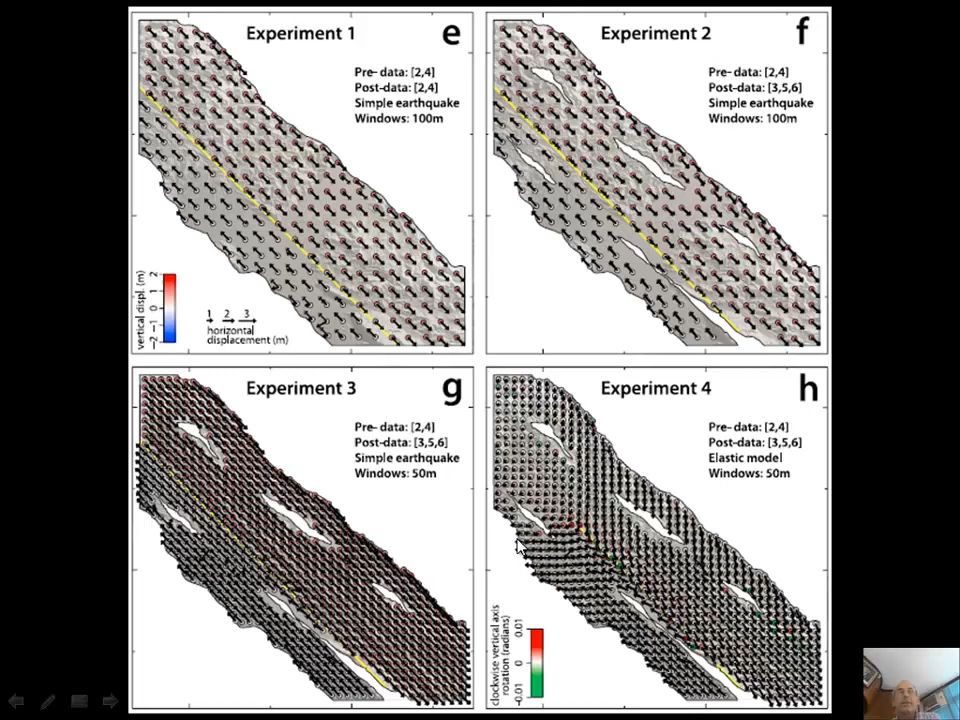 Experiment 1
e
Pre- data: [2,4]
Post-data: [2,4]
Simple earthquake
Windows: 100m
2
1
0
−1
−2
vertical displ. (m)
1 2 3
horizontal
displacement (m)
Experiment 2
f
Pre- data: [2,4]
Post-data: [3,5,6]
Simple earthquake
Windows: 100m
Experiment 3
g
Pre- data: [2,4]
Post-data: [3,5,6]
Simple earthquake
Windows: 50m
Experiment 4
h
Pre- data: [2,4]
Post-data: [3,5,6]
Elastic model
Windows: 50m
clockwise vertical axis
rotation (radians)
0.01
0
-0.01